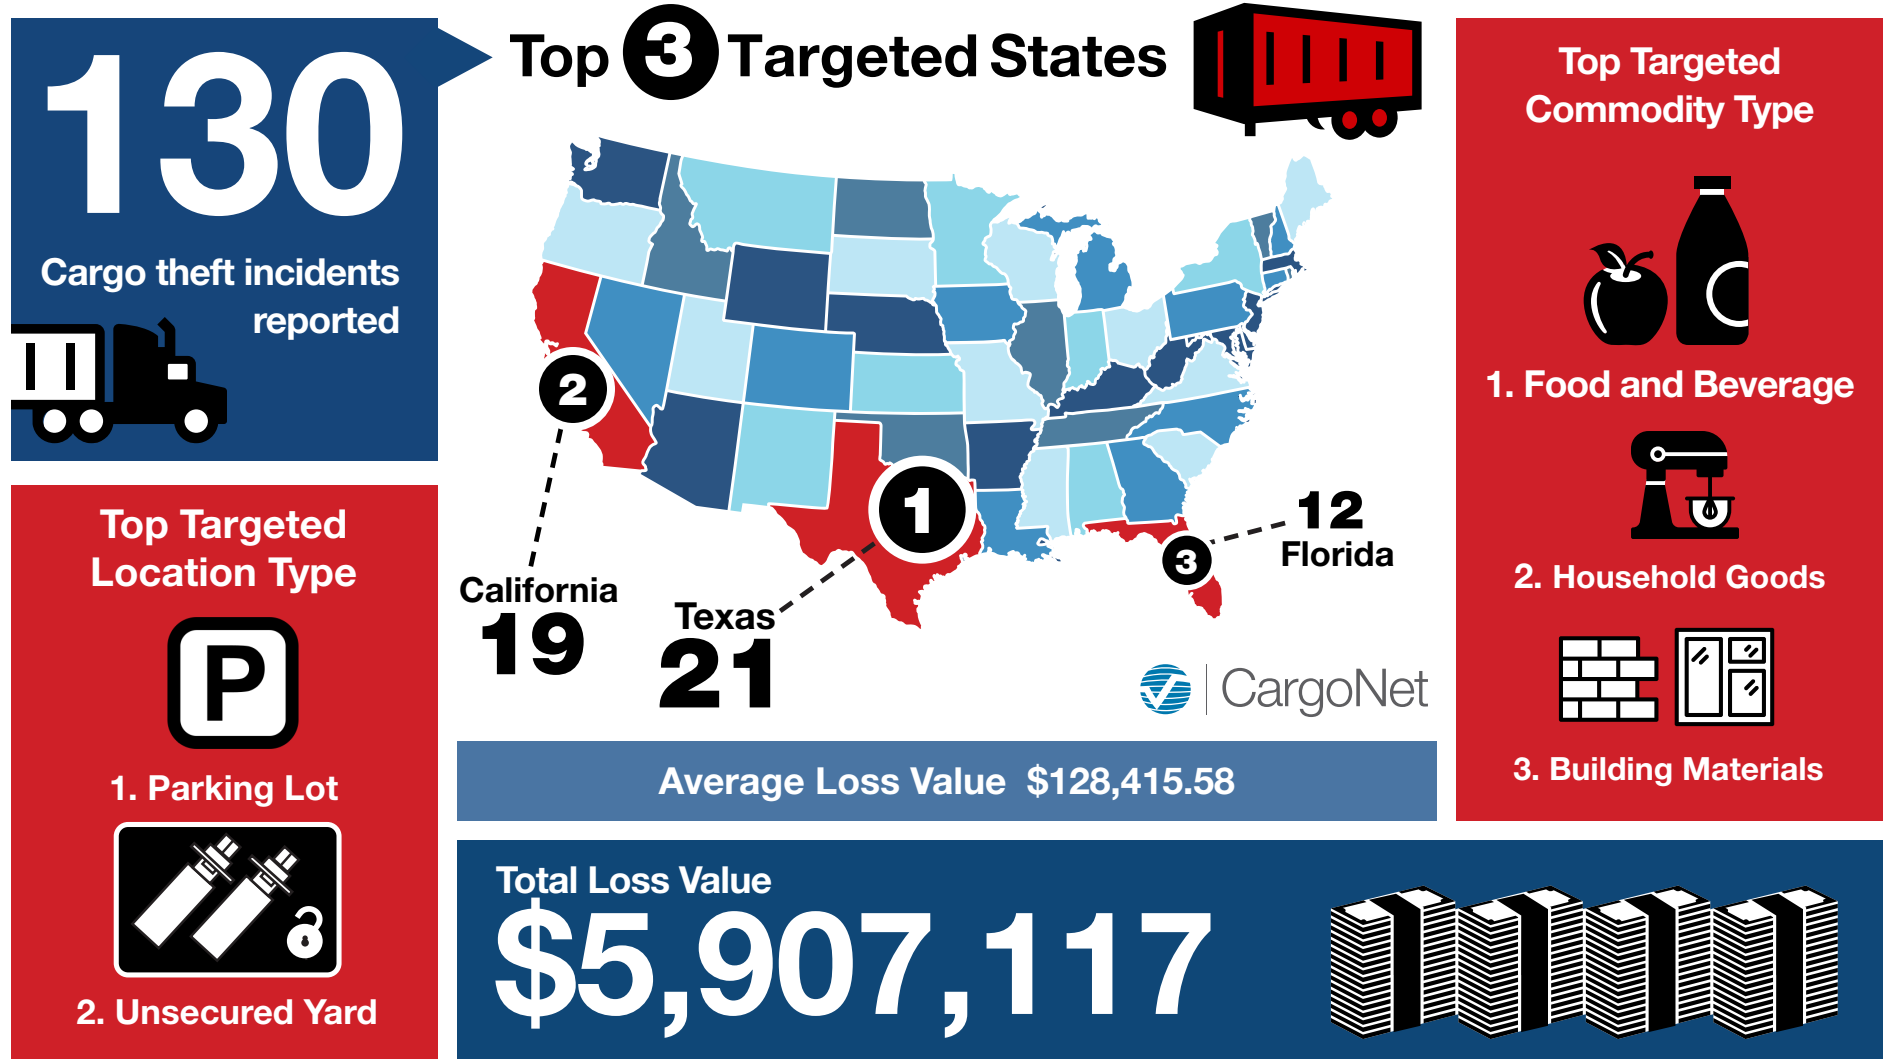 130
Cargo theft incidents
reported
Top 3 Targeted States
2
1
3
California
19
Texas
21
12
Florida
CargoNet
Top Targeted
Commodity Type
1. Food and Beverage
2. Household Goods
3. Building Materials
Top Targeted
Location Type
P
1. Parking Lot
2. Unsecured Yard
Average Loss Value $128,415.58
Total Loss Value
$5,907,117